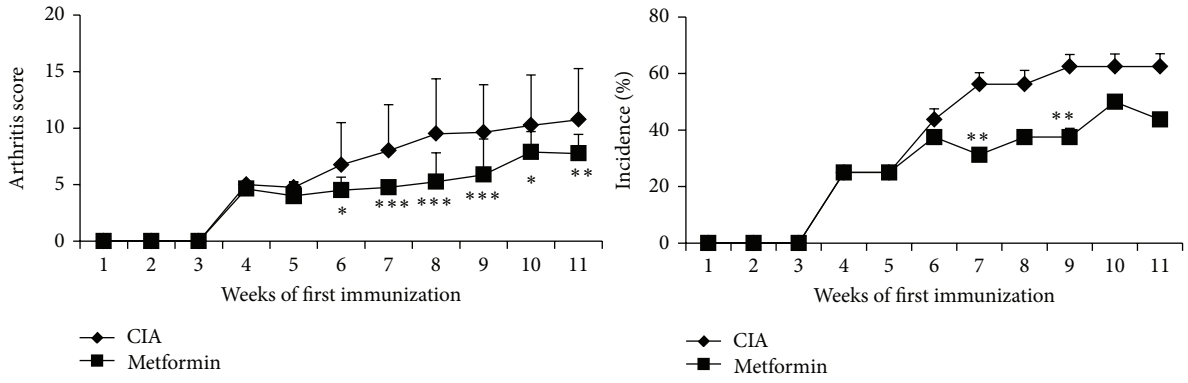 20
15
10
5
0
Arthritis score
* *** *** *** * **
1 2 3 4 5 6 7 8 9 10 11
Weeks of first immunization
CIA
Metformin
80
60
40
20
0
Incidence (%)
** **
1 2 3 4 5 6 7 8 9 10 11
Weeks of first immunization
CIA
Metformin